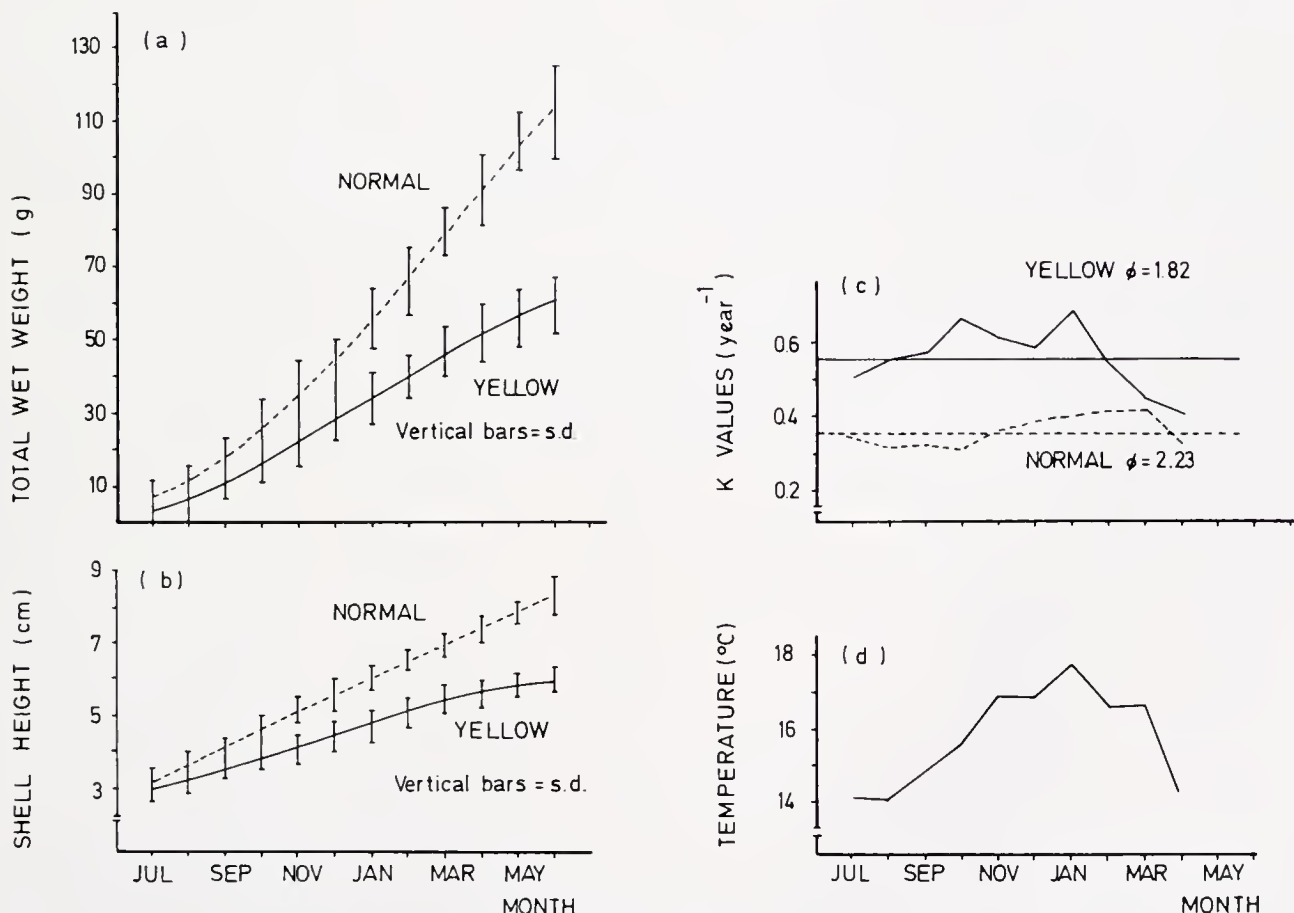 (a)
TOTAL WET WEIGHT (g)
130
110
90
70
50
30
10
NORMAL
YELLOW
Vertical bars=s.d.
(b)
SHELL HEIGHT (cm)
9
7
5
3
NORMAL
YELLOW
Vertical bars = s.d.
JUL SEP NOV JAN MAR MAY
MONTH
(c)
K VALUES (year⁻¹)
0.6
0.4
0.2
YELLOW ϕ=1.82
NORMAL ϕ=2.23
(d)
TEMPERATURE (°C)
18
16
14
JUL SEP NOV JAN MAR MAY
MONTH